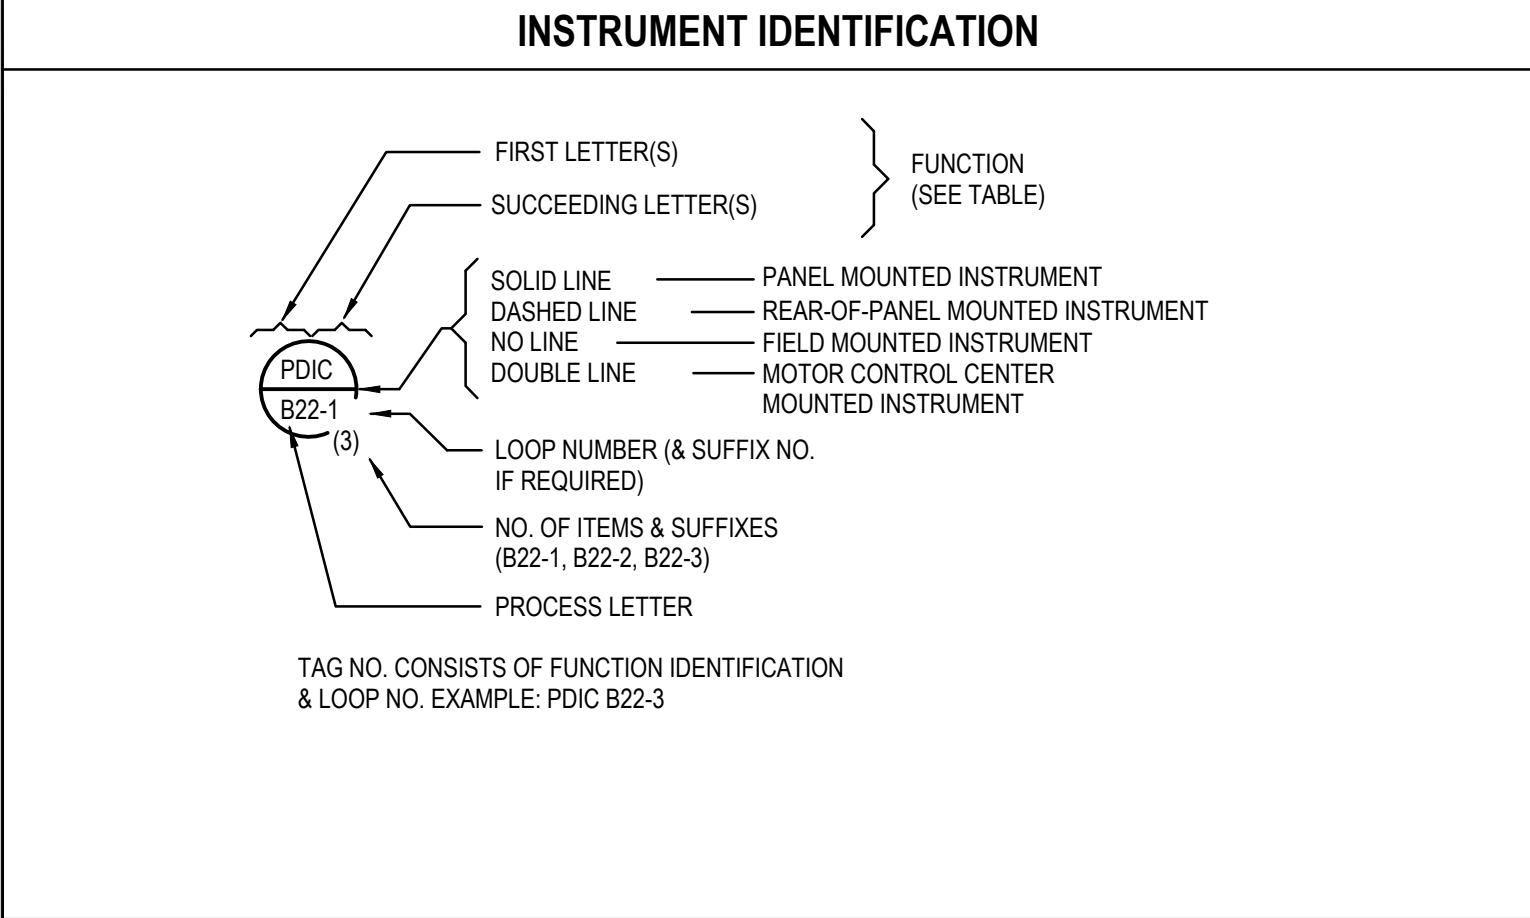 INSTRUMENT IDENTIFICATION
FIRST LETTER(S)
SUCCEEDING LETTER(S)
FUNCTION
(SEE TABLE)
SOLID LINE
PANEL MOUNTED INSTRUMENT
DASHED LINE
REAR-OF-PANEL MOUNTED INSTRUMENT
NO LINE
FIELD MOUNTED INSTRUMENT
DOUBLE LINE
MOTOR CONTROL CENTER
MOUNTED INSTRUMENT
PDIC
B22-1
(3)
LOOP NUMBER (& SUFFIX NO.
IF REQUIRED)
NO. OF ITEMS & SUFFIXES
(B22-1, B22-2, B22-3)
PROCESS LETTER
TAG NO. CONSISTS OF FUNCTION IDENTIFICATION
& LOOP NO. EXAMPLE: PDIC B22-3